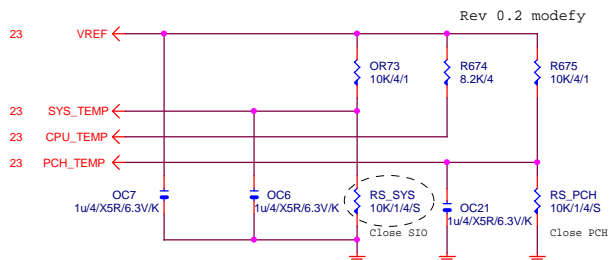 Rev 0.2 modefy
23 VREF
OR73
10K/4/1
R674
8.2K/4
R675
10K/4/1
23 SYS_TEMP
23 CPU_TEMP
23 PCH_TEMP
OC7
1u/4/X5R/6.3V/K
OC6
1u/4/X5R/6.3V/K
RS_SYS
10K/1/4/S
Close SIO
OC21
1u/4/X5R/6.3V/K
RS_PCH
10K/1/4/S
Close PCH